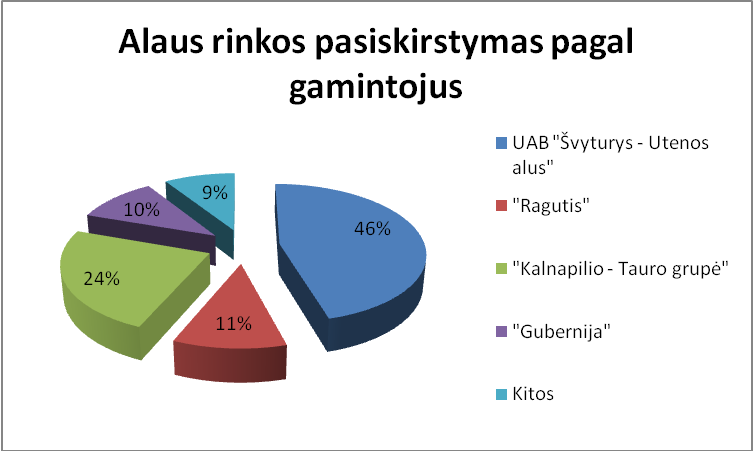 Alaus rinkos pasiskirstymas pagal
gamintojus
46%
11%
24%
10%
9%
UAB "Švyturys - Utenos
alus"
"Ragutis"
"Kalnapilio - Tauro grupė"
"Gubernija"
Kitos